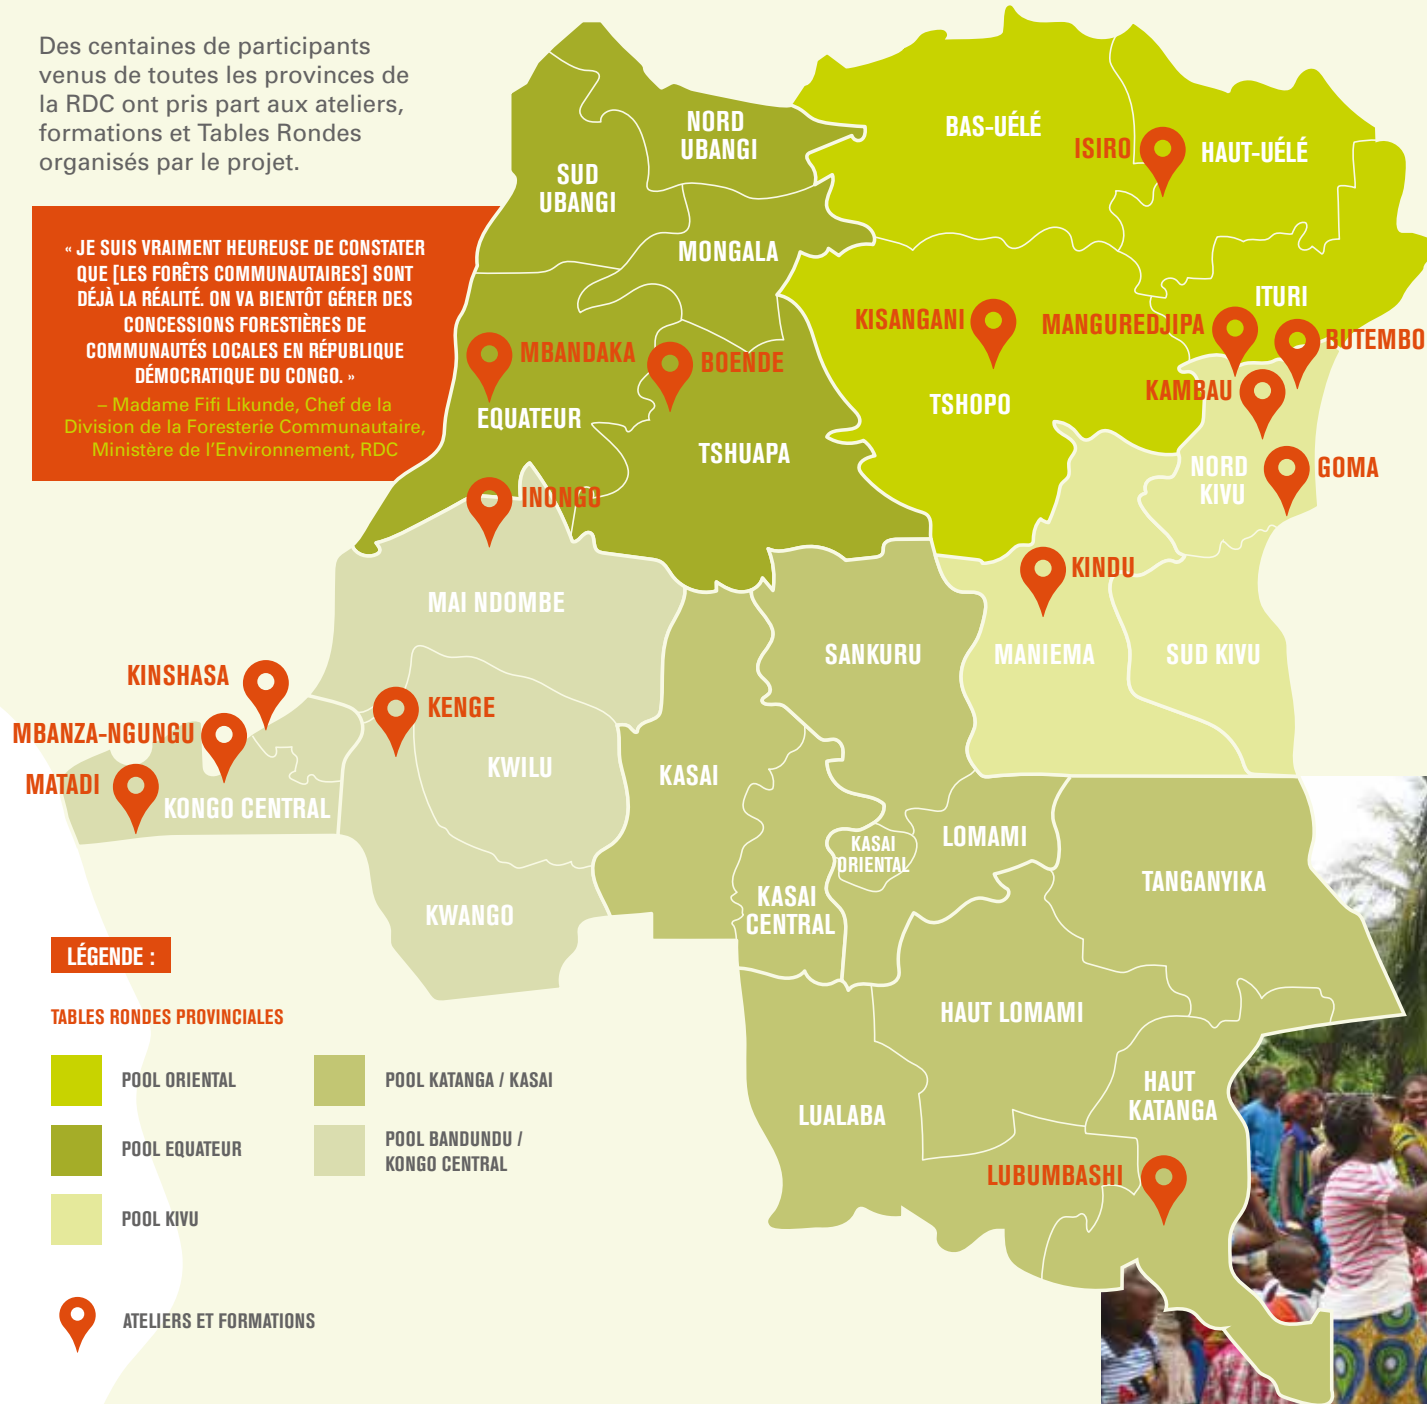 Des centaines de participants
venus de toutes les provinces de
la RDC ont pris part aux ateliers,
formations et Tables Rondes
organisés par le projet.
« JE SUIS VRAIMENT HEUREUSE DE CONSTATER
QUE [LES FORÊTS COMMUNAUTAIRES] SONT
DÉJÀ LA RÉALITÉ. ON VA BIENTÔT GÉRER DES
CONCESSIONS FORESTIÈRES DE
COMMUNAUTÉS LOCALES EN RÉPUBLIQUE
DÉMOCRATIQUE DU CONGO. »
– Madame Fifi Likunde, Chef de la
Division de la Foresterie Communautaire,
Ministère de l'Environnement, RDC
NORD
UBANGI
SUD
UBANGI
MONGALA
BAS-UÉLÉ
ISIRO
HAUT-UÉLÉ
ITURI
KISANGANI
MANGUREDJIPA
BUTEMBO
MBANDAKA
BOENDE
KAMBAU
EQUATEUR
TSHOPO
TSHUAPA
NORD
KIVU
GOMA
INONGO
KINDU
MAI NDOMBE
SANKURU
MANIEMA
SUD KIVU
KINSHASA
KENGE
MBANZA-NGUNGU
KWILU
KASAI
MATADI
KONGO CENTRAL
KASAI
ORIENTAL
LOMAMI
TANGANYIKA
KASAI
CENTRAL
KWANGO
HAUT LOMAMI
HAUT
KATANGA
LUALABA
LUBUMBASHI
LÉGENDE :
TABLES RONDES PROVINCIALES
POOL ORIENTAL
POOL EQUATEUR
POOL KIVU
POOL KATANGA / KASAI
POOL BANDUNDU /
KONGO CENTRAL
ATELIERS ET FORMATIONS